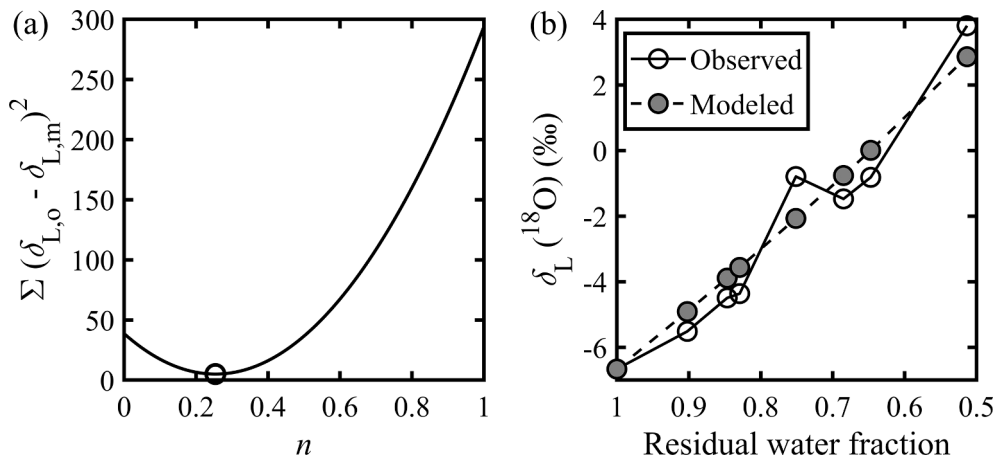 (a)
300
250
200
150
100
50
0
Σ (δL,o - δL,m)²
0 0.2 0.4 0.6 0.8 1
n
(b)
4
2
0
-2
-4
-6
δL (¹⁸O) (‰)
Observed
Modeled
1 0.9 0.8 0.7 0.6 0.5
Residual water fraction